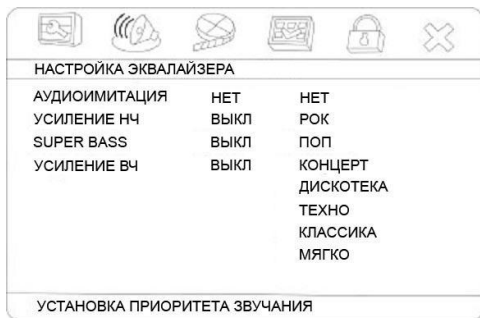 НАСТРОЙКА ЭКВАЛАЙЗЕРА
АУДИОИМИТАЦИЯ НЕТ НЕТ
УСИЛЕНИЕ НЧ ВЫКЛ РОК
SUPER BASS ВЫКЛ ПОП
УСИЛЕНИЕ ВЧ ВЫКЛ КОНЦЕРТ
ДИСКОТЕКА
ТЕХНО
КЛАССИКА
МЯГКО
УСТАНОВКА ПРИОРИТЕТА ЗВУЧАНИЯ